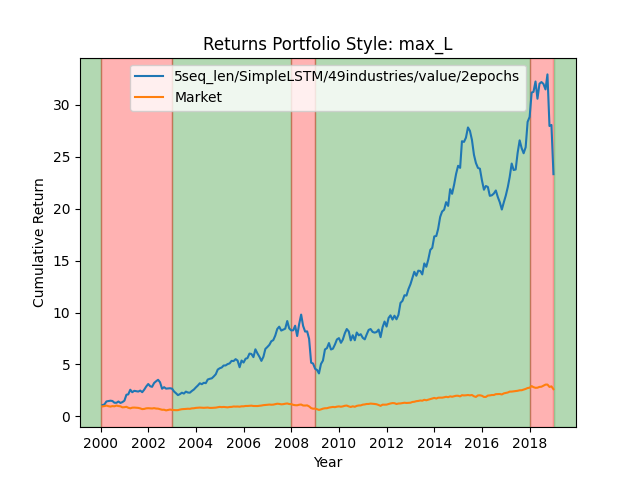 Returns Portfolio Style: max_L
5seq_len/SimpleLSTM/49industries/value/2epochs
Market
30
25
20
15
10
5
0
Cumulative Return
2000 2002 2004 2006 2008 2010 2012 2014 2016 2018
Year